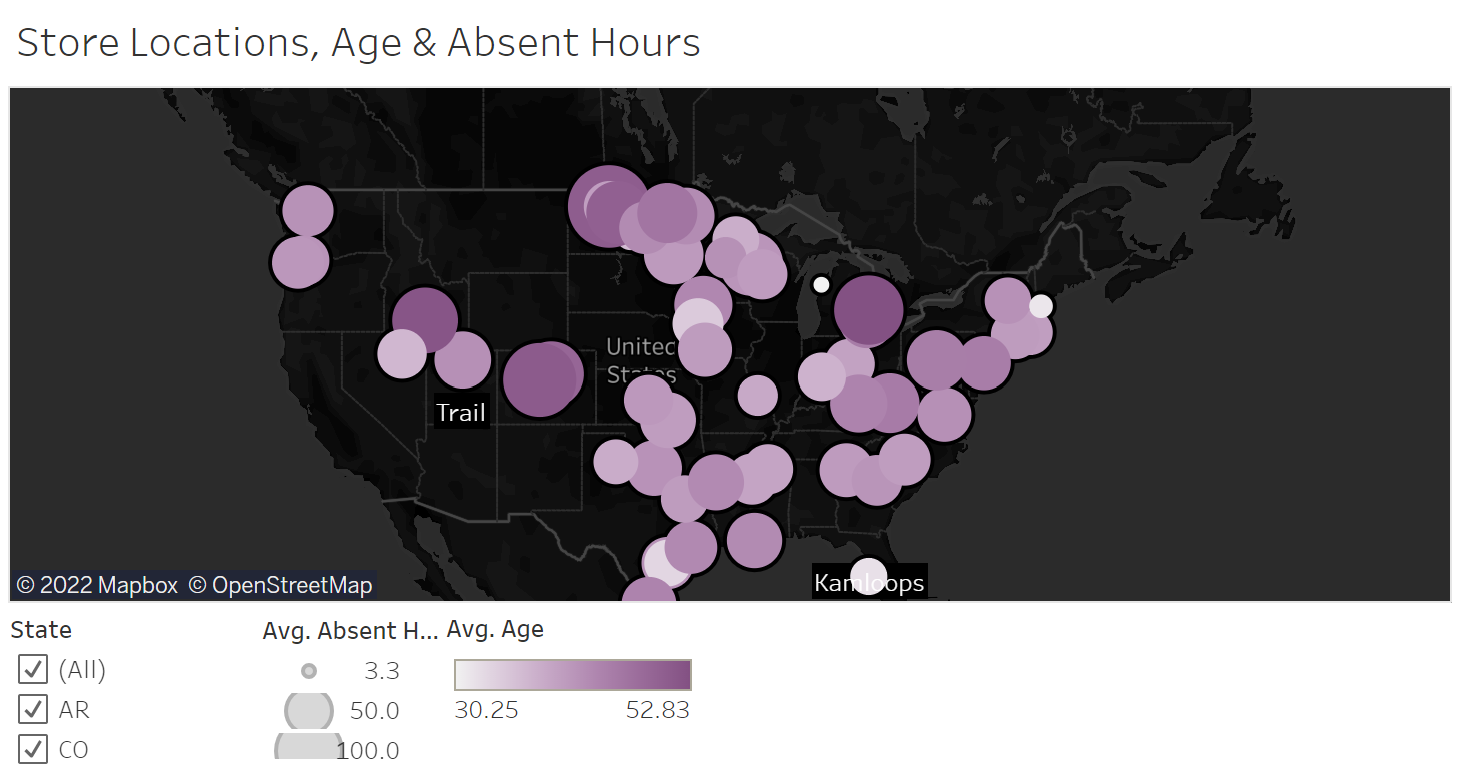 Store Locations, Age & Absent Hours
United
States
Trail
Kamloops
© 2022 Mapbox © OpenStreetMap
State
(All)
AR
CO
Avg. Absent H...
3.3
50.0
100.0
Avg. Age
30.25 52.83